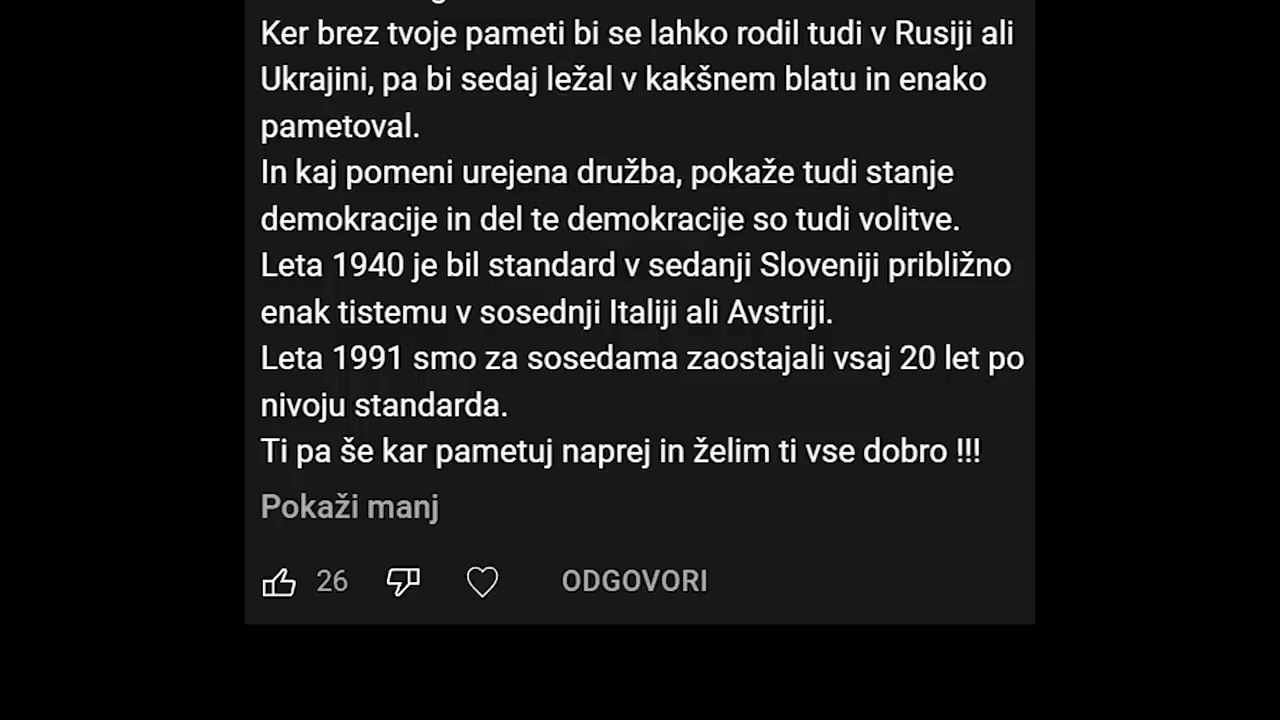 Ker brez tvoje pameti bi se lahko rodil tudi v Rusiji ali
Ukrajini, pa bi sedaj ležal v kakšnem blatu in enako
pametoval.
In kaj pomeni urejena družba, pokaže tudi stanje
demokracije in del te demokracije so tudi volitve.
Leta 1940 je bil standard v sedanji Sloveniji približno
enak tistemu v sosednji Italiji ali Avstriji.
Leta 1991 smo za sosedama zaostajali vsaj 20 let po
nivoju standarda.
Ti pa še kar pametuj naprej in želim ti vse dobro !!!
Pokaži manj
26 ODGOVORI